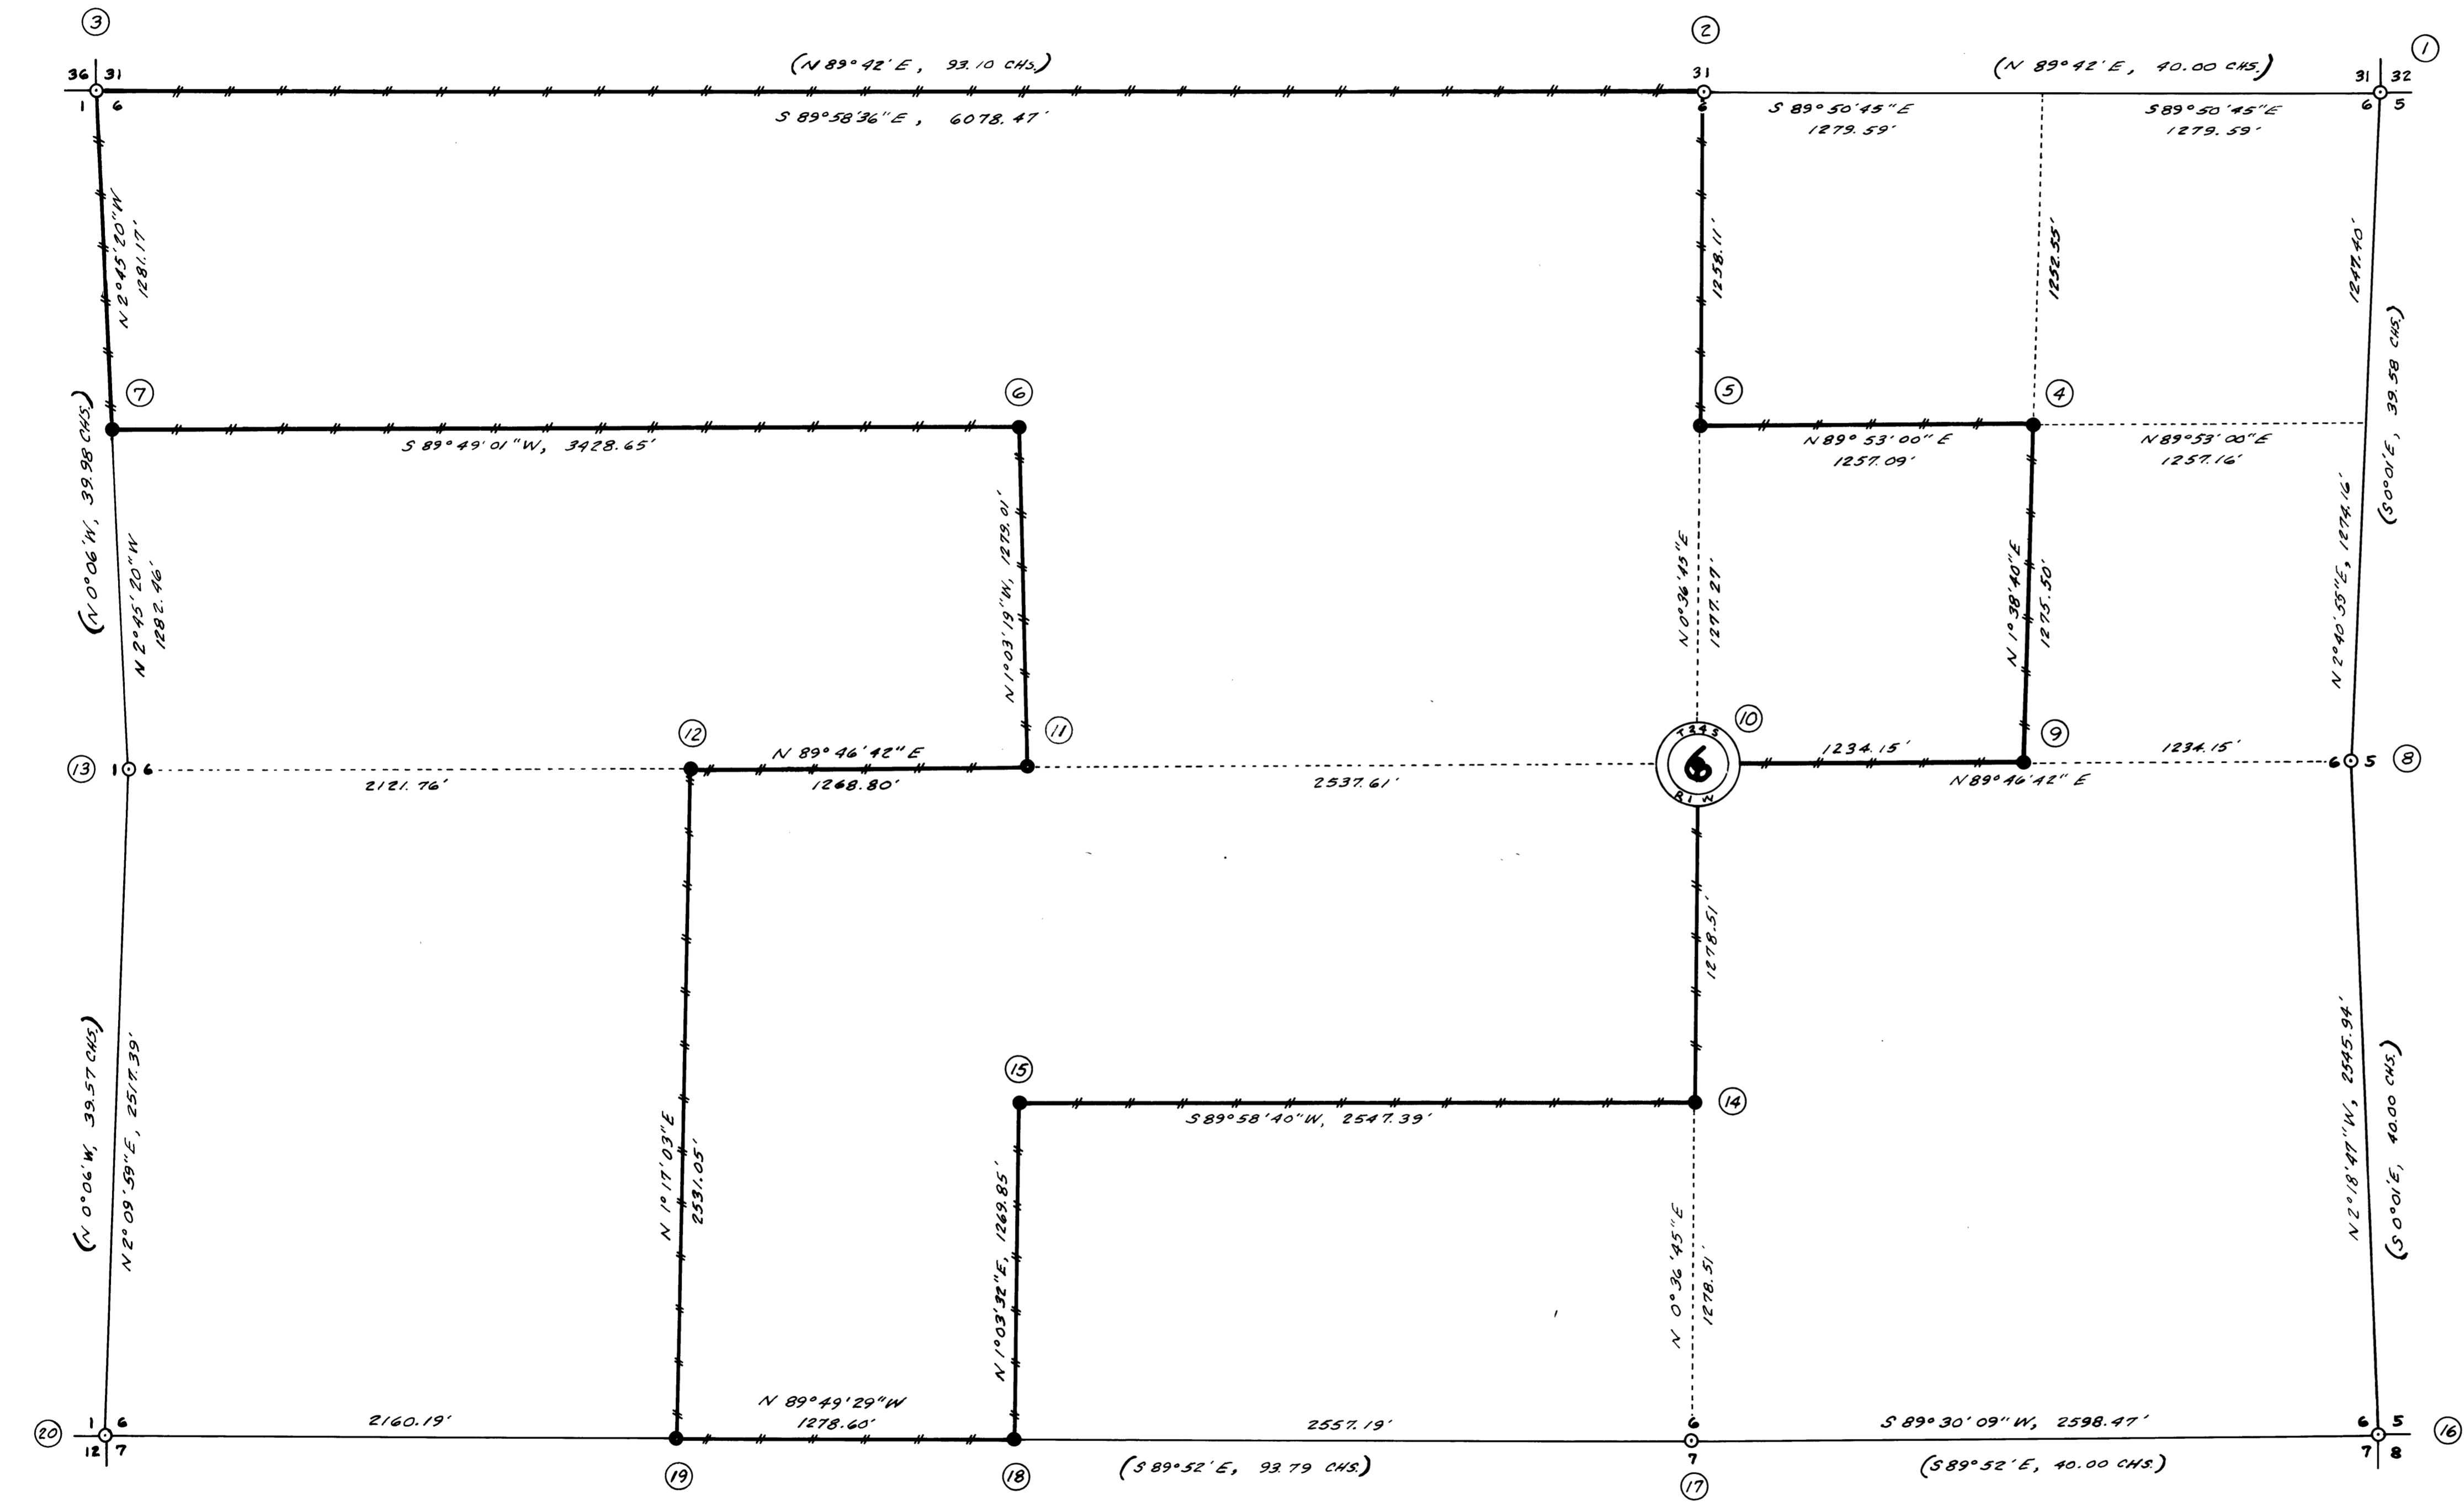 3
2
1
(N 89° 42' E, 93.10 CHS.)
(N 89° 42' E, 40.00 CHS.)
36 31
1 6
31
6
31 32
6 5
S 89° 58' 36" E, 6078.47'
S 89° 50' 45" E
1279.59'
S 89° 50' 45" E
1279.59'
N 2° 45' 20" W
1281.17'
1258.11'
1252.55'
1247.40'
(N 0° 06' W, 39.98 CHS.)
(S 0° 01' E, 39.58 CHS.)
7
6
5
4
S 89° 49' 01" W, 3428.65'
N 89° 53' 00" E
1257.09'
N 89° 53' 00" E
1257.16'
N 2° 45' 20" W
1282.46'
N 1° 03' 19" W, 1279.01'
N 0° 36' 45" E
1277.27'
N 1° 38' 40" E
1275.50'
N 2° 40' 55" E, 1274.16'
13
1 6
12
N 89° 46' 42" E
11
10
T24S
6
R1W
9
1234.15'
1234.15'
6 5
8
2121.76'
1268.80'
2537.61'
N 89° 46' 42" E
1278.51'
(N 0° 06' W, 39.57 CHS.)
N 2° 09' 59" E, 2517.39'
N 1° 17' 03" E
2531.05'
15
14
S 89° 58' 40" W, 2547.39'
N 1° 03' 32" E, 1269.85'
N 0° 36' 45" E
1278.51'
N 2° 18' 47" W, 2545.94'
(S 0° 01' E, 40.00 CHS.)
20
1 6
12 7
2160.19'
N 89° 49' 29" W
1278.60'
2557.19'
6
7
S 89° 30' 09" W, 2598.47'
6 5
7 8
16
19
18
(S 89° 52' E, 93.79 CHS.)
17
(S 89° 52' E, 40.00 CHS.)